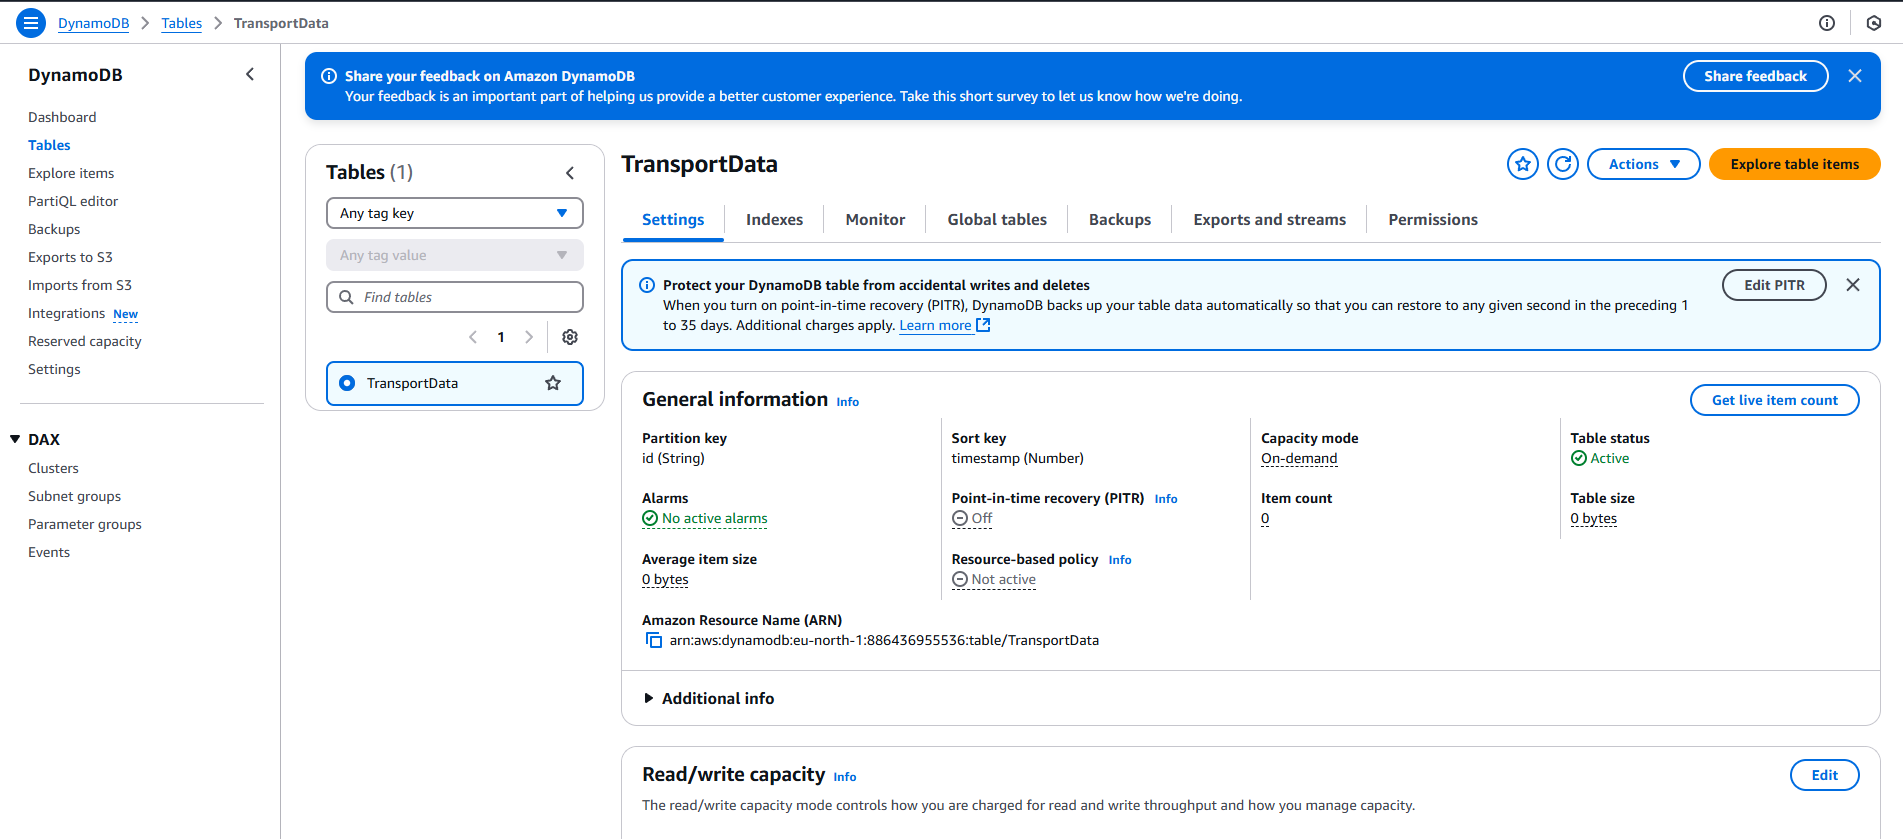 DynamoDB
Tables
TransportData
DynamoDB
Dashboard
Tables
Explore items
PartiQL editor
Backups
Exports to S3
Imports from S3
Integrations New
Reserved capacity
Settings
DAX
Clusters
Subnet groups
Parameter groups
Events
Share your feedback on Amazon DynamoDB
Your feedback is an important part of helping us provide a better customer experience. Take this short survey to let us know how we're doing.
Share feedback
Tables (1)
Any tag key
Any tag value
Find tables
1
TransportData
TransportData
Actions
Explore table items
Settings
Indexes
Monitor
Global tables
Backups
Exports and streams
Permissions
Protect your DynamoDB table from accidental writes and deletes
When you turn on point-in-time recovery (PITR), DynamoDB backs up your table data automatically so that you can restore to any given second in the preceding 1
to 35 days. Additional charges apply. Learn more
Edit PITR
General information Info
Get live item count
Partition key
id (String)
Sort key
timestamp (Number)
Capacity mode
On-demand
Table status
Active
Alarms
No active alarms
Point-in-time recovery (PITR) Info
Off
Item count
0
Table size
0 bytes
Average item size
0 bytes
Resource-based policy Info
Not active
Amazon Resource Name (ARN)
arn:aws:dynamodb:eu-north-1:886436955536:table/TransportData
Additional info
Read/write capacity Info
Edit
The read/write capacity mode controls how you are charged for read and write throughput and how you manage capacity.